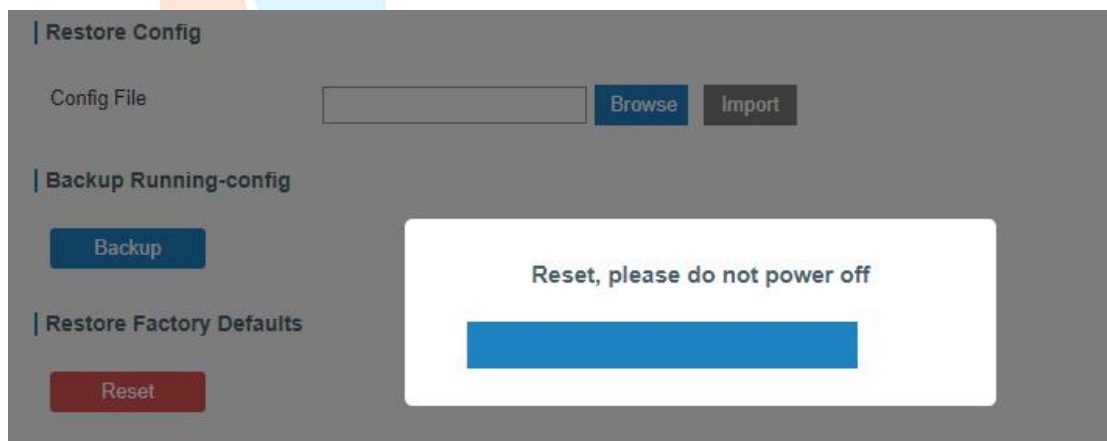 Restore Config
Config File
Browse
Import
Backup Running-config
Backup
Reset, please do not power off
Restore Factory Defaults
Reset